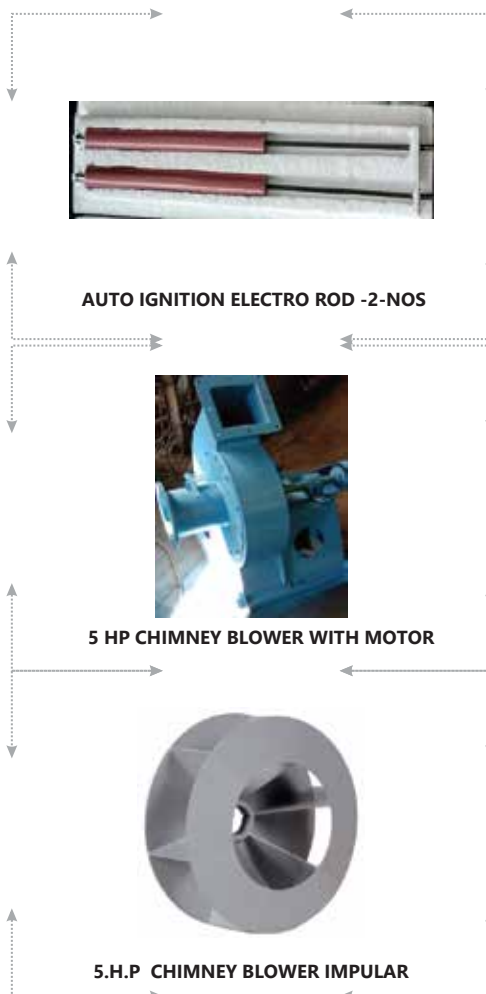 AUTO IGNITION ELECTRO ROD -2-NOS
5 HP CHIMNEY BLOWER WITH MOTOR
5.H.P  CHIMNEY BLOWER IMPULAR